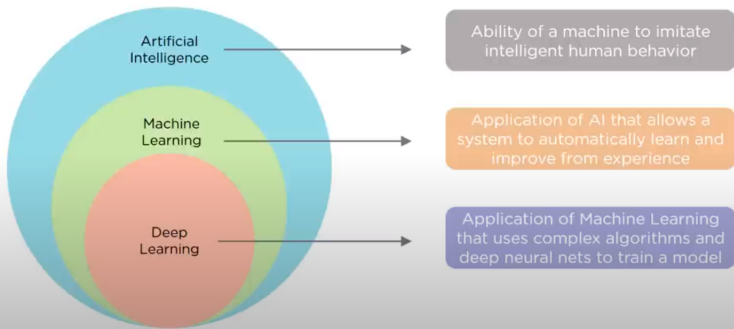 Artificial
Intelligence
Ability of a machine to imitate
intelligent human behavior
Machine
Learning
Application of AI that allows a
system to automatically learn and
improve from experience
Deep
Learning
Application of Machine Learning
that uses complex algorithms and
deep neural nets to train a model